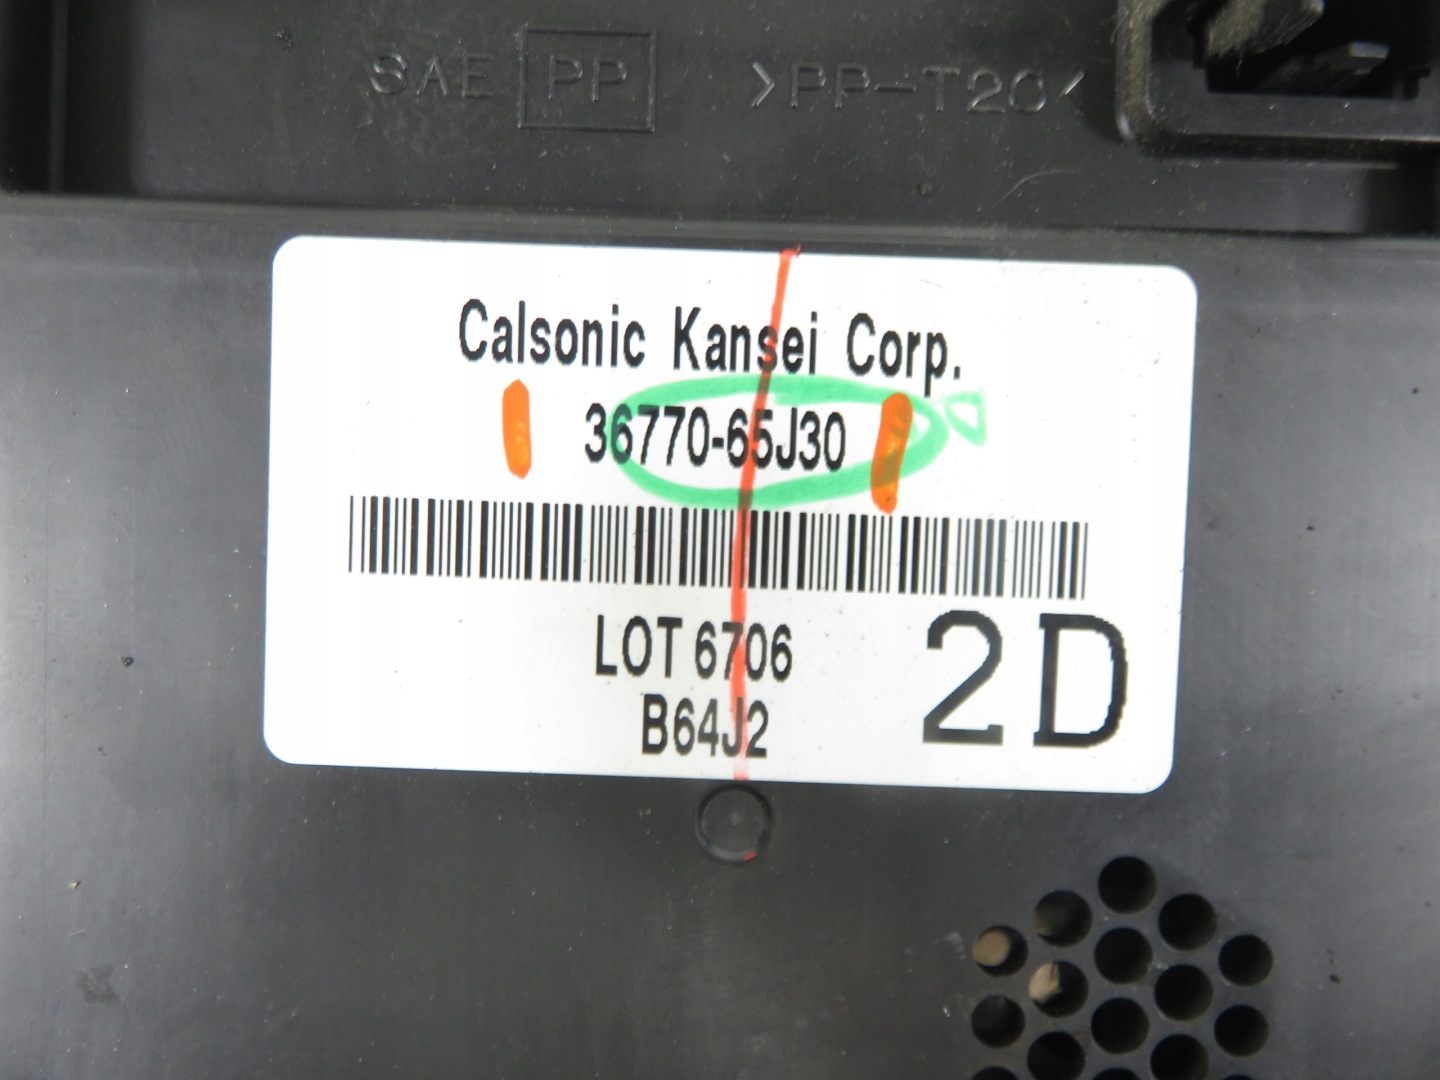 SAE PP >PP-T20<
Calsonic Kansei Corp.
36770-65J30
LOT 6706
B64J2
2D